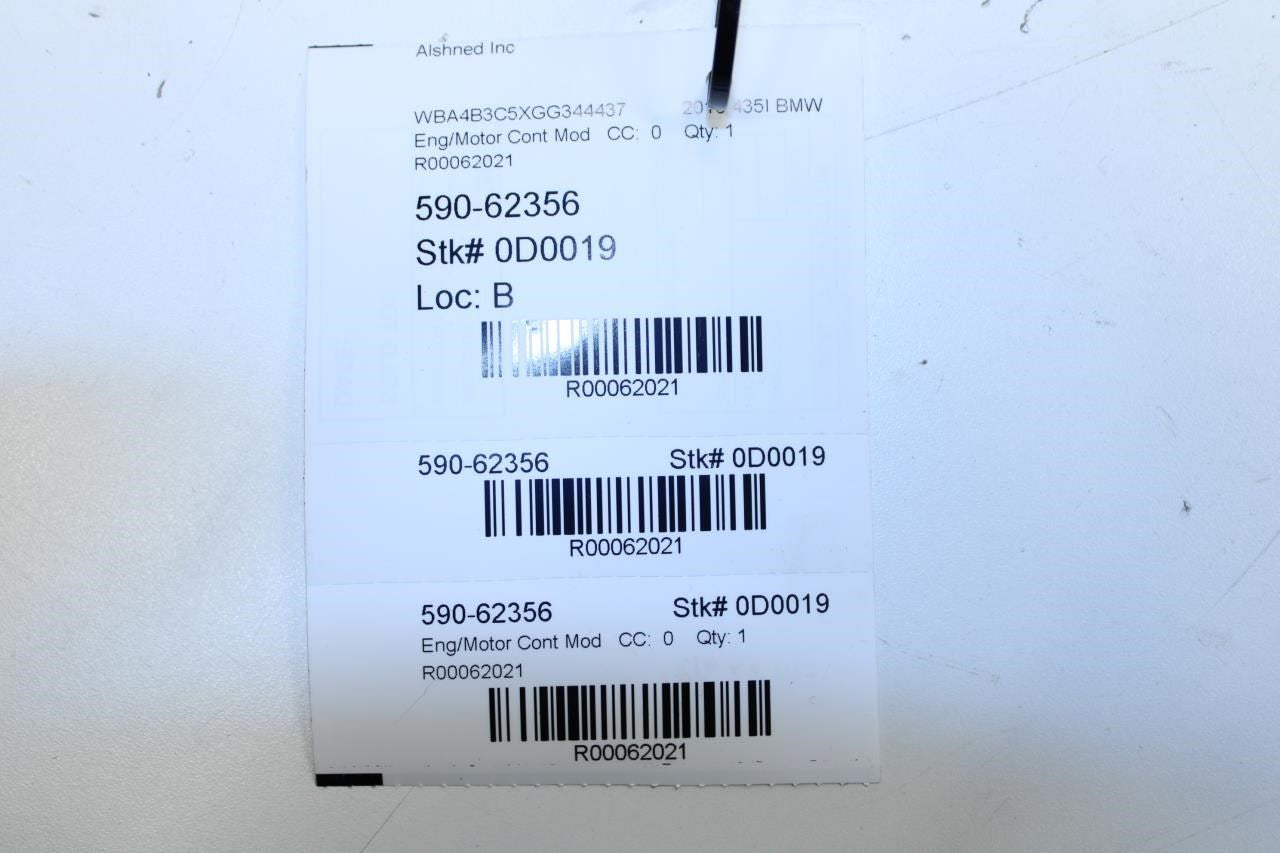 Alshned Inc
WBA4B3C5XGG344437 435I BMW
Eng/Motor Cont Mod CC: 0 Qty: 1
R00062021
590-62356
Stk# 0D0019
Loc: B
R00062021
590-62356 Stk# 0D0019
R00062021
590-62356 Stk# 0D0019
Eng/Motor Cont Mod CC: 0 Qty: 1
R00062021
R00062021